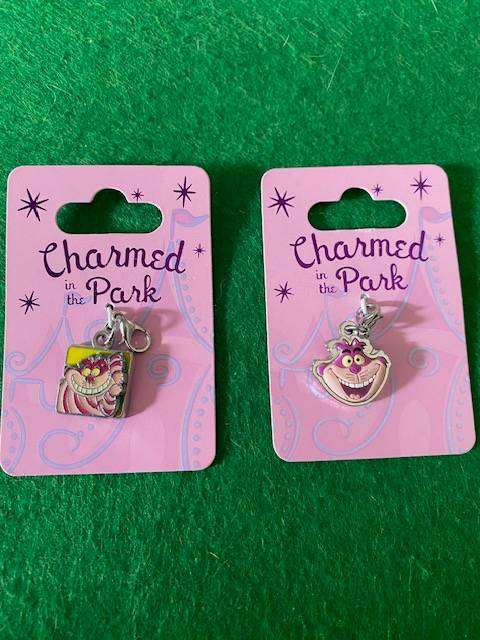 Charmed
in
the Park
Charmed
in
the Park